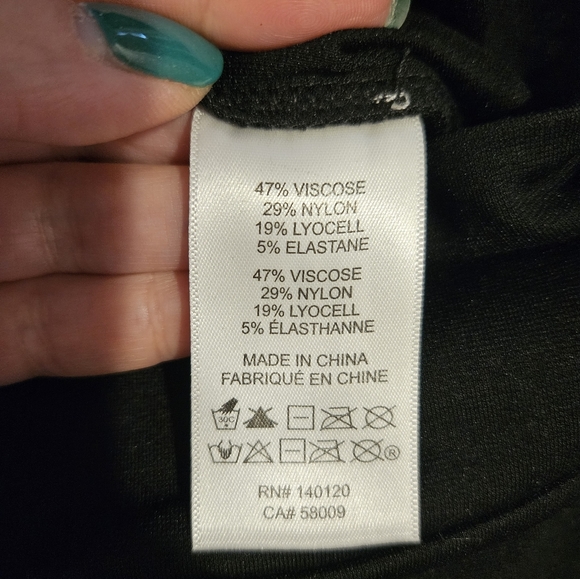 47% VISCOSE
29% NYLON
19% LYOCELL
5% ELASTANE
47% VISCOSE
29% NYLON
19% LYOCELL
5% ÉLASTHANNE
MADE IN CHINA
FABRIQUÉ EN CHINE
30C
®
RN# 140120
CA# 58009